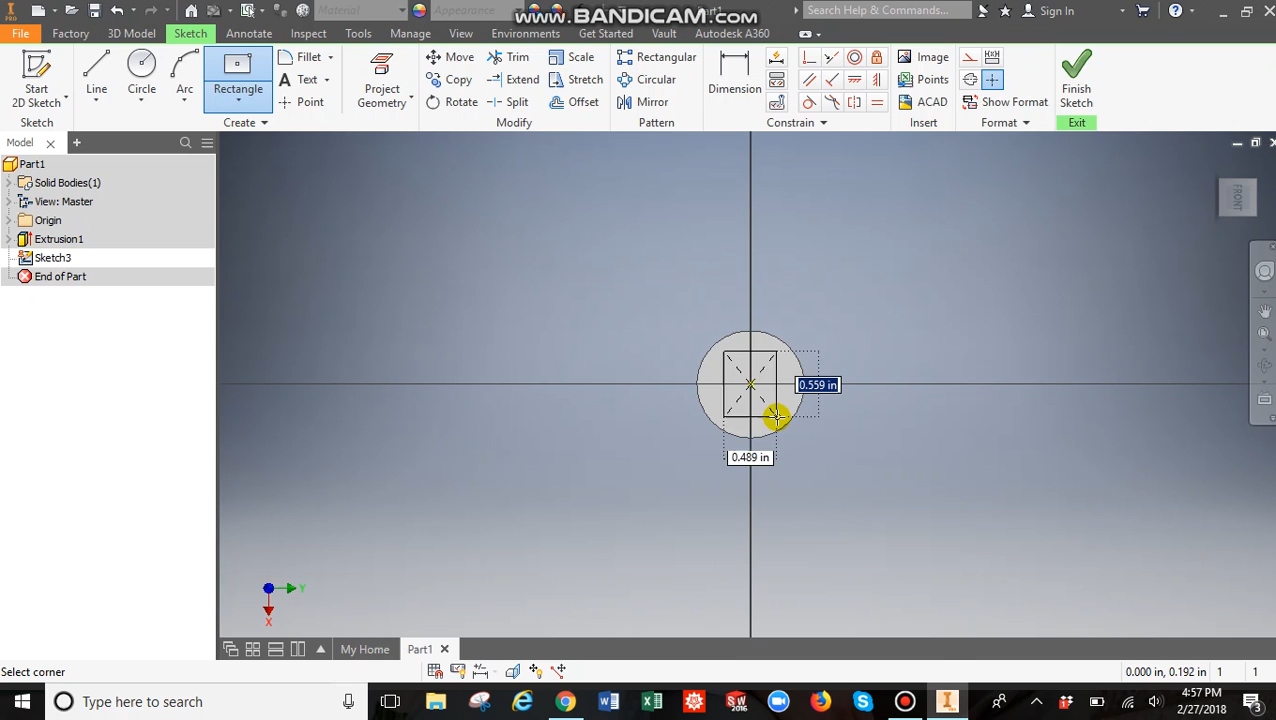 www.BANDICAM.com
PRO
Material
Appearance
Part1
Search Help & Commands...
Sign In
File Factory 3D Model Sketch Annotate Inspect Tools Manage View Environments Get Started Vault Autodesk A360
Start
2D Sketch
Line
Circle
Arc
Rectangle
Fillet
Text
Point
Project
Geometry
Move
Copy
Rotate
Trim
Extend
Split
Scale
Stretch
Offset
Rectangular
Circular
Mirror
Dimension
Image
Points
ACAD
Show Format
Finish
Sketch
Sketch Create Modify Pattern Constrain Insert Format Exit
Model
Part1
Solid Bodies(1)
View: Master
Origin
Extrusion1
Sketch3
End of Part
FRONT
0.559 in
0.489 in
Y
X
My Home Part1
Select corner
0.000 in, 0.192 in 1 1
Type here to search
4:57 PM
2/27/2018